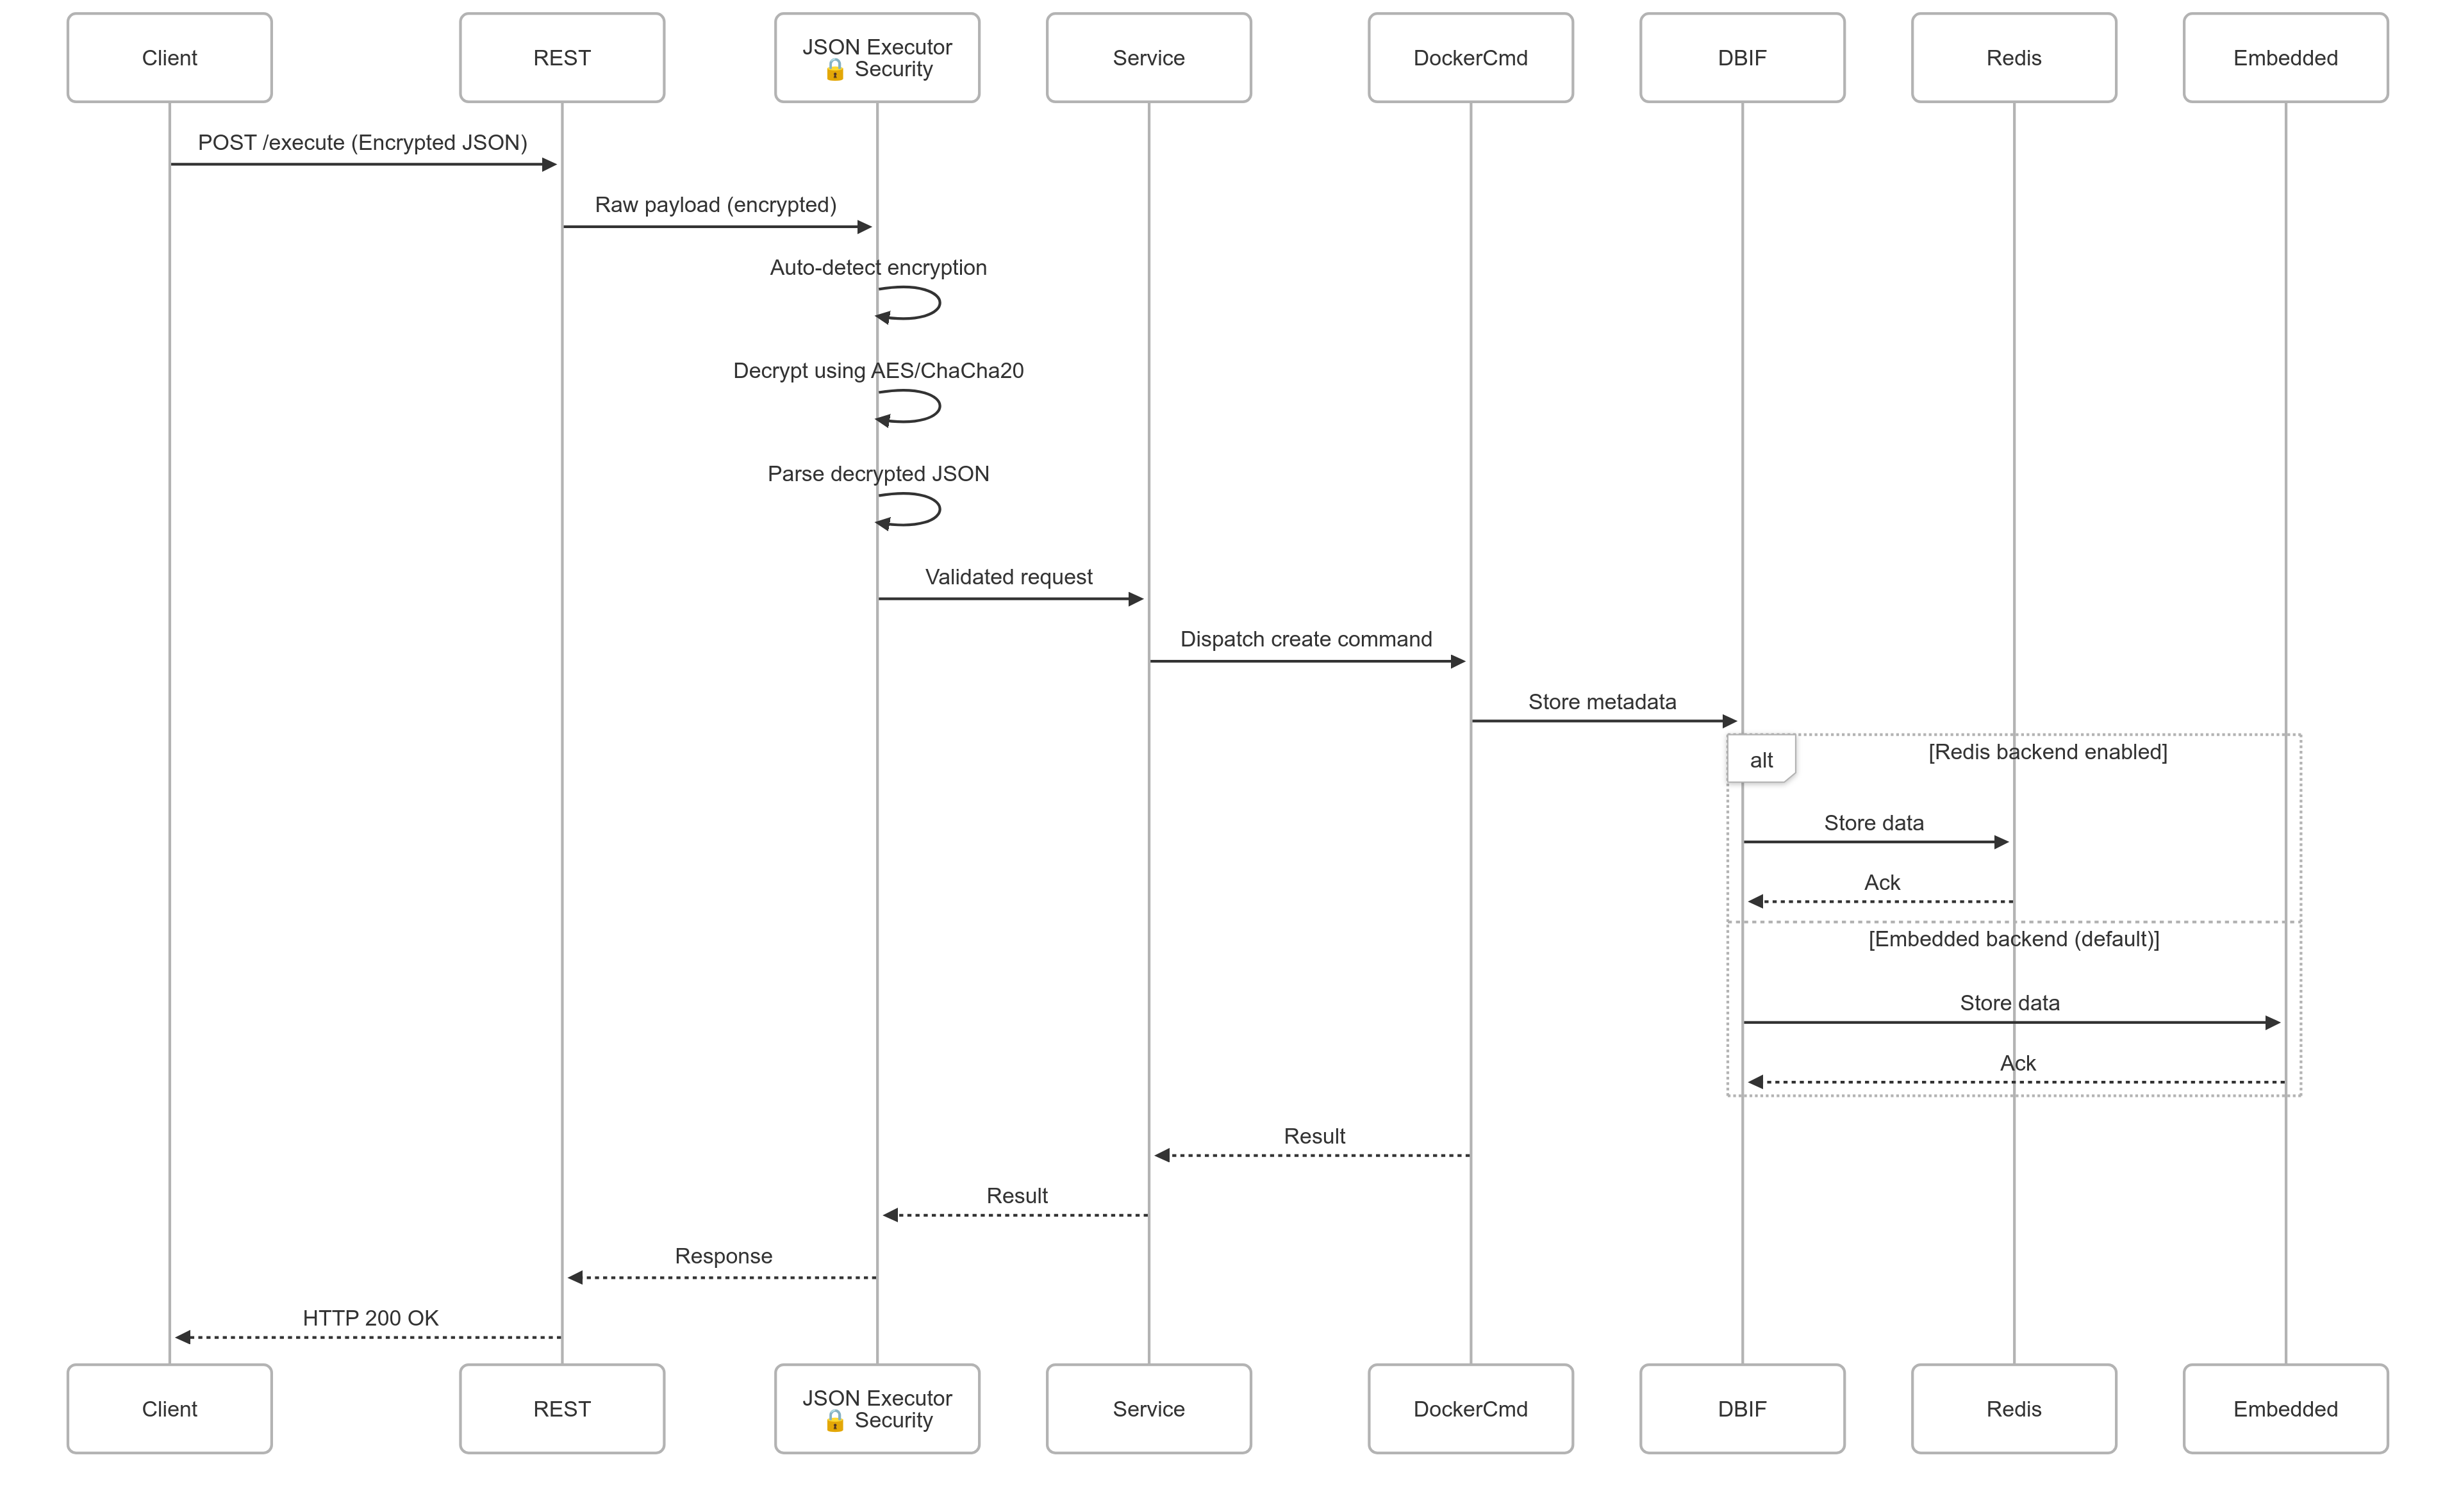 Client
REST
JSON Executor
🔒 Security
Service
DockerCmd
DBIF
Redis
Embedded
POST /execute (Encrypted JSON)
Raw payload (encrypted)
Auto-detect encryption
Decrypt using AES/ChaCha20
Parse decrypted JSON
Validated request
Dispatch create command
Store metadata
alt
[Redis backend enabled]
Store data
Ack
[Embedded backend (default)]
Store data
Ack
Result
Result
Response
HTTP 200 OK
Client
REST
JSON Executor
🔒 Security
Service
DockerCmd
DBIF
Redis
Embedded